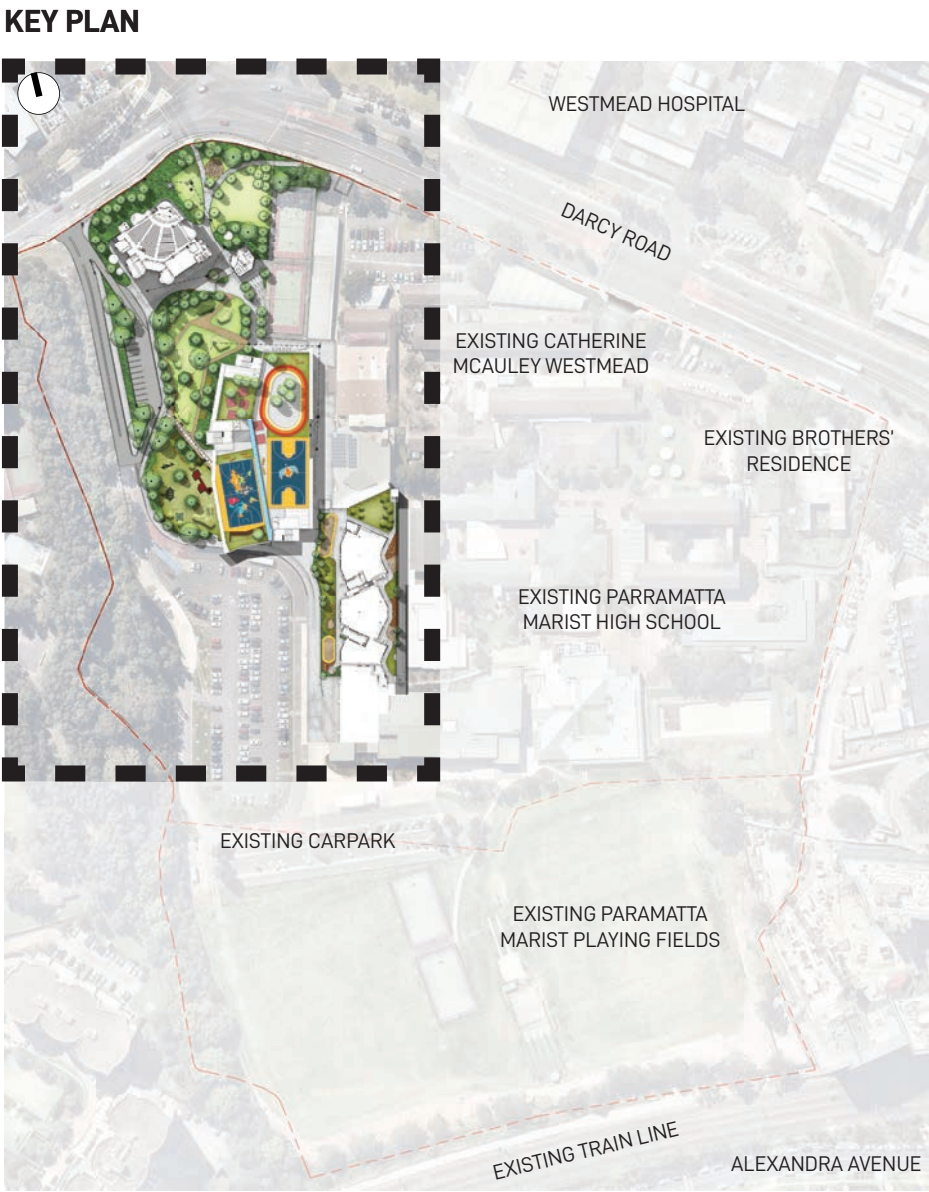 KEY PLAN
WESTMEAD HOSPITAL
DARCY ROAD
EXISTING CATHERINE
MCAULEY WESTMEAD
EXISTING BROTHERS'
RESIDENCE
EXISTING PARRAMATTA
MARIST HIGH SCHOOL
EXISTING CARPARK
EXISTING PARAMATTA
MARIST PLAYING FIELDS
EXISTING TRAIN LINE
ALEXANDRA AVENUE